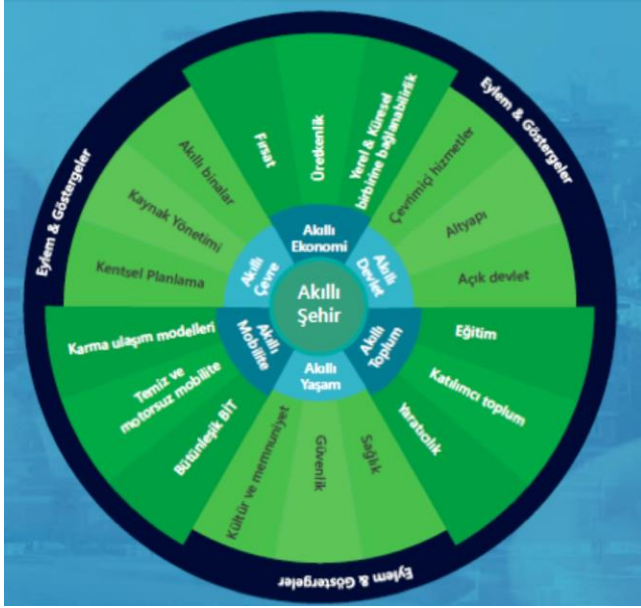 Akıllı
Şehir
Akıllı
Ekonomi
Fırsat
Üretkenlik
Yerel & Küresel
birbirine bağlanabilirlik
Akıllı
Devlet
Çevrimiçi hizmetler
Altyapı
Açık devlet
Akıllı
Toplum
Eğitim
Katılımcı toplum
Yaratıcılık
Akıllı
Yaşam
Sağlık
Güvenlik
Kültür ve memnuniyet
Akıllı
Mobilite
Bütünleşik BİT
Temiz ve
motorsuz mobilite
Karma ulaşım modelleri
Akıllı
Çevre
Kentsel Planlama
Kaynak Yönetimi
Akıllı binalar
Eylem & Göstergeler
Eylem & Göstergeler
Eylem & Göstergeler